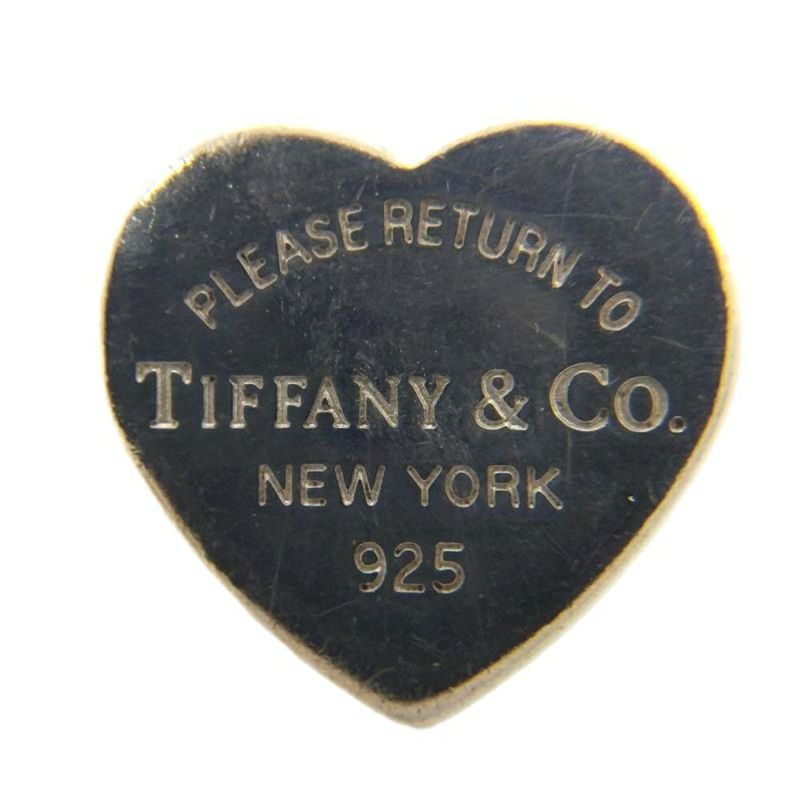 PLEASE RETURN TO
TIFFANY & CO.
NEW YORK
925